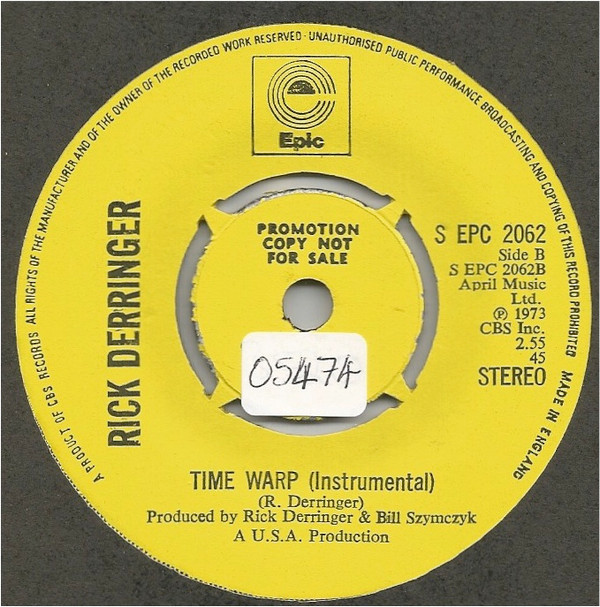 A PRODUCT OF CBS RECORDS ALL RIGHTS OF THE MANUFACTURER AND OF THE OWNER OF THE RECORDED WORK RESERVED · UNAUTHORISED PUBLIC PERFORMANCE BROADCASTING AND COPYING OF THIS RECORD PROHIBITED MADE IN ENGLAND
Epic
RICK DERRINGER
PROMOTION
COPY NOT
FOR SALE
S EPC 2062
Side B
S EPC 2062B
April Music
Ltd.
℗ 1973
CBS Inc.
2.55
45
STEREO
05474
TIME WARP (Instrumental)
(R. Derringer)
Produced by Rick Derringer & Bill Szymczyk
A U.S.A. Production